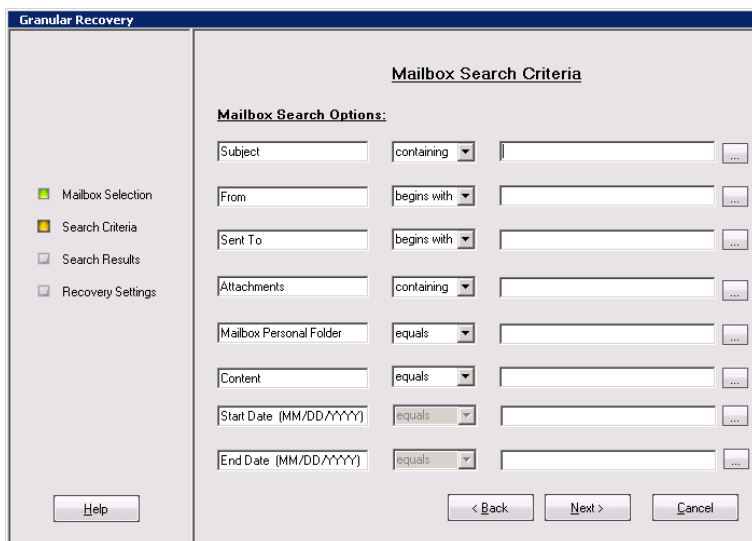 Granular Recovery
Mailbox Search Criteria
Mailbox Search Options:
Subject containing ...
From begins with ...
Sent To begins with ...
Attachments containing ...
Mailbox Personal Folder equals ...
Content equals ...
Start Date (MM/DD/YYYY) equals ...
End Date (MM/DD/YYYY) equals ...
Mailbox Selection
Search Criteria
Search Results
Recovery Settings
Help
< Back Next > Cancel